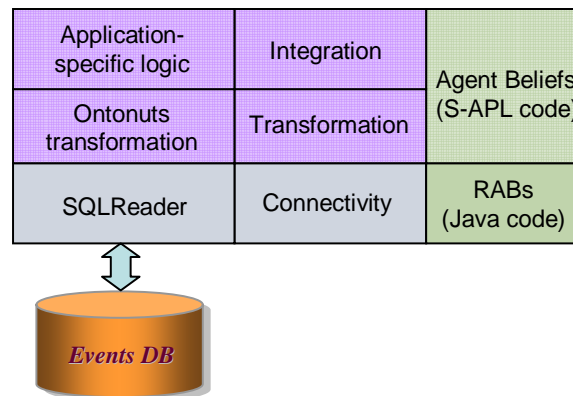 Application-
specific logic
Integration
Agent Beliefs
(S-APL code)
Ontonuts
transformation
Transformation
SQLReader
Connectivity
RABs
(Java code)
Events DB